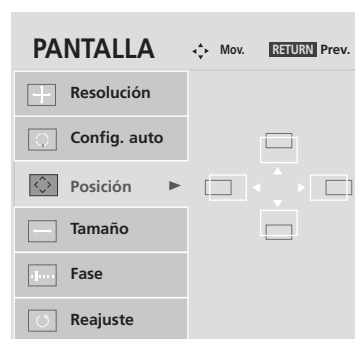 PANTALLA Mov. RETURN Prev.
Resolución
Config. auto
Posición
Tamaño
Fase
Reajuste